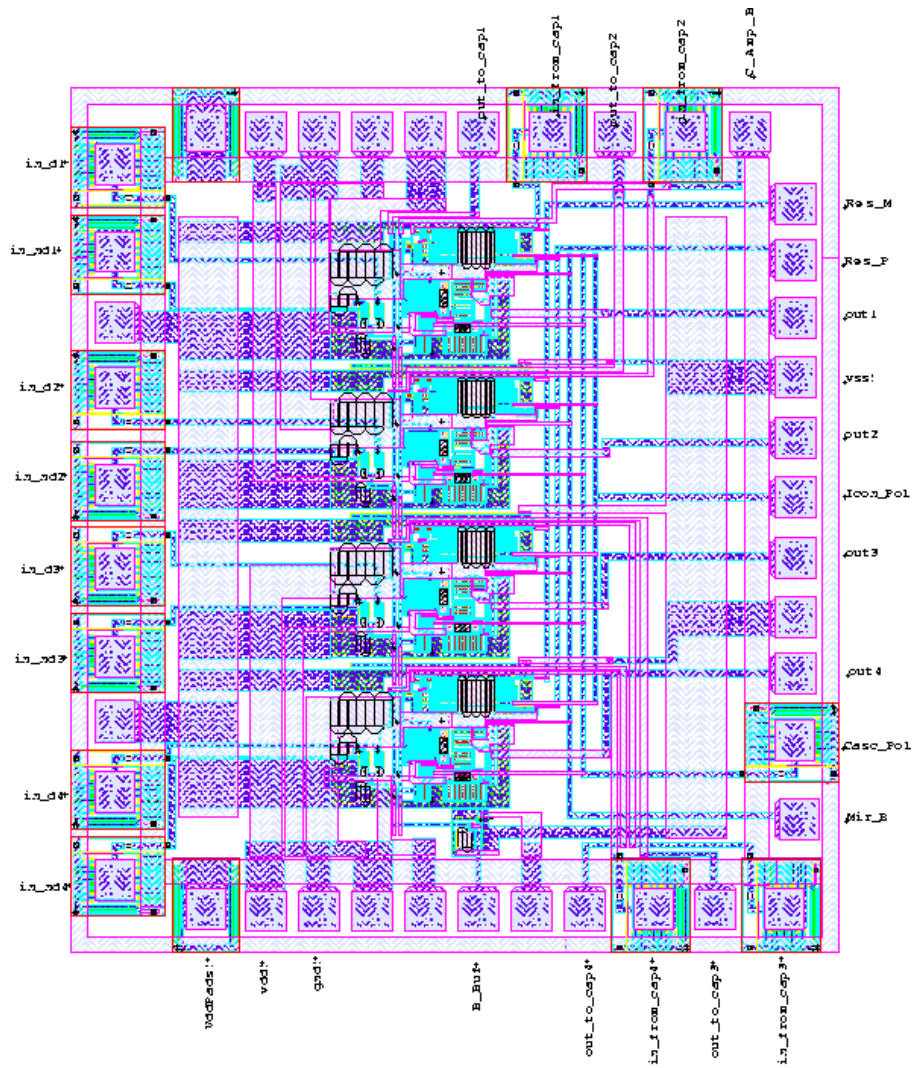 out_to_cap1
in_from_cap1
out_to_cap2
in_from_cap2
in_d1
in_nd1
in_d2
in_nd2
in_d3
in_nd3
in_d4
in_nd4
Res_M
Res_P
out1
vss!
out2
Icon_Pol
out3
out4
Casc_Pol
Mir_B
VddPads!
vdd!
gnd!
B_Buf
out_to_cap4
in_from_cap4
out_to_cap3
in_from_cap3